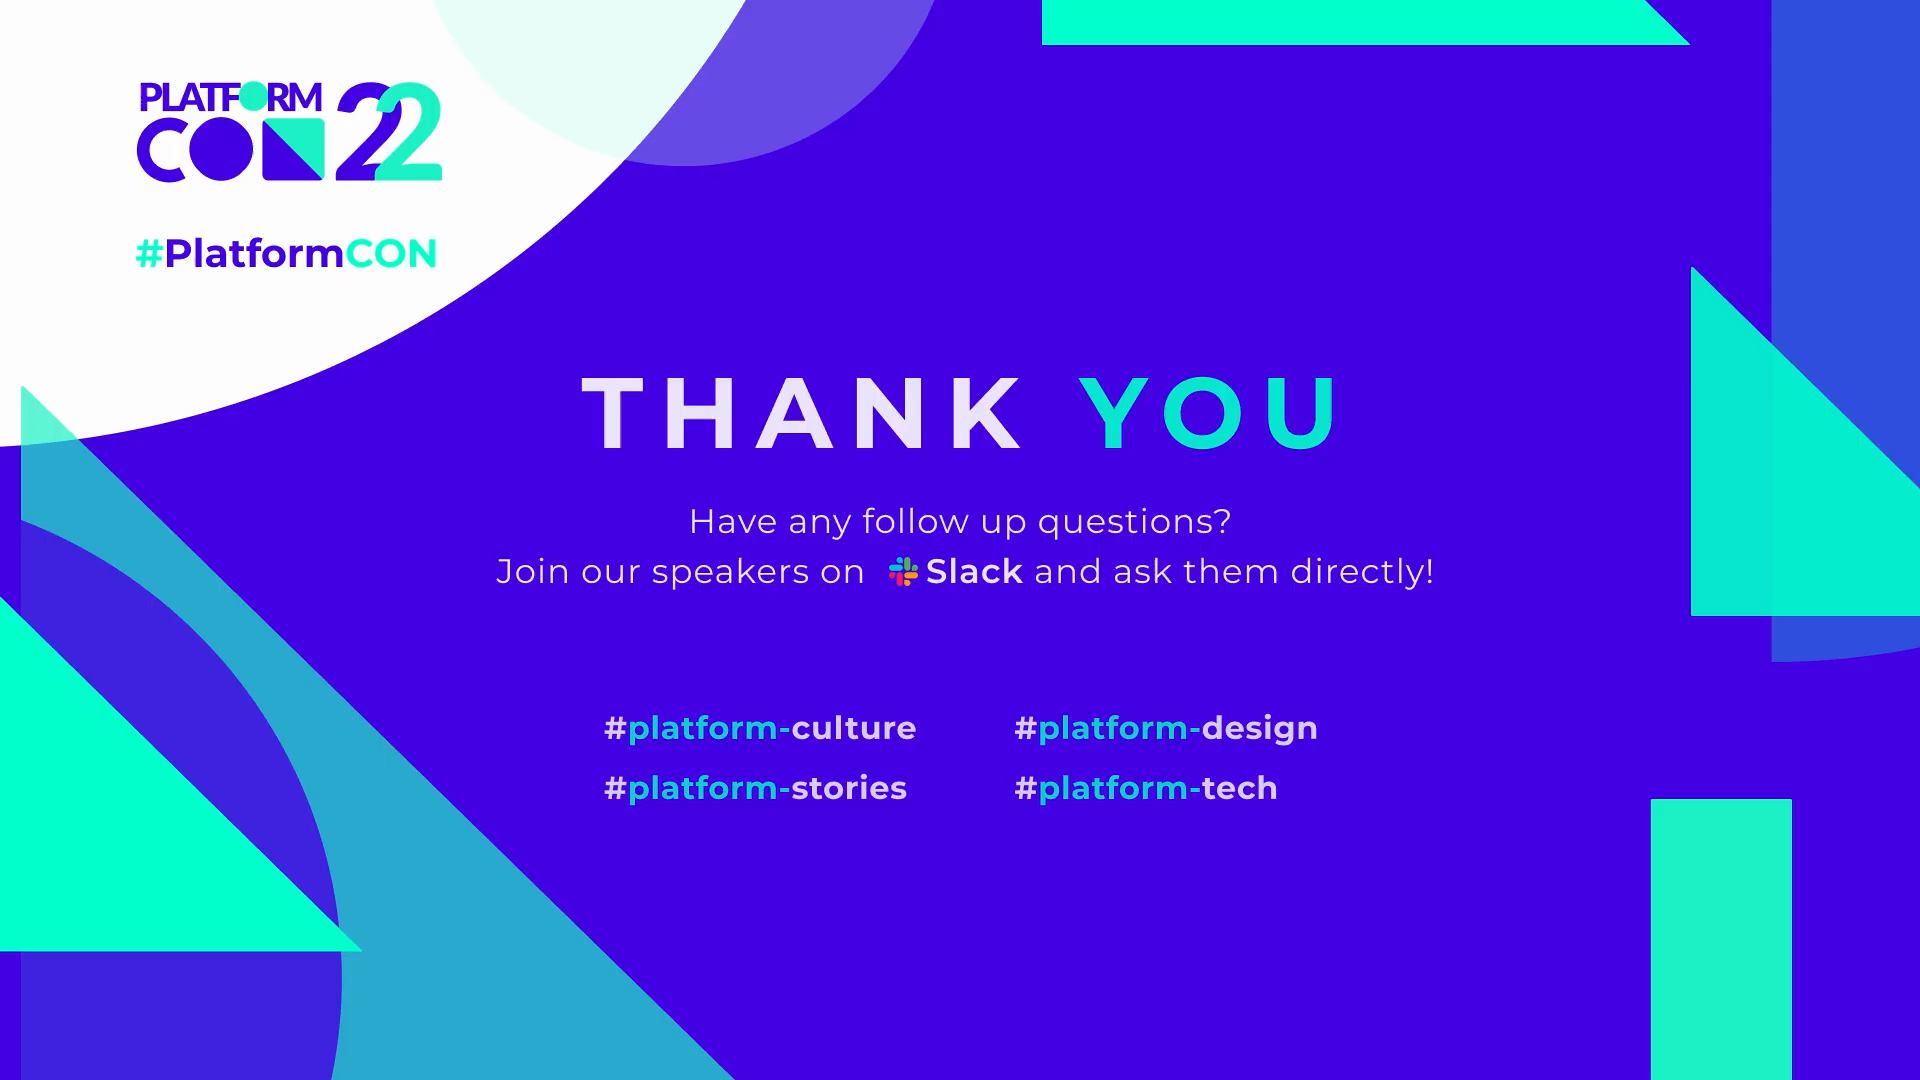 PLATFORM
CON 22
#PlatformCON
THANK YOU
Have any follow up questions?
Join our speakers on Slack and ask them directly!
#platform-culture
#platform-design
#platform-stories
#platform-tech